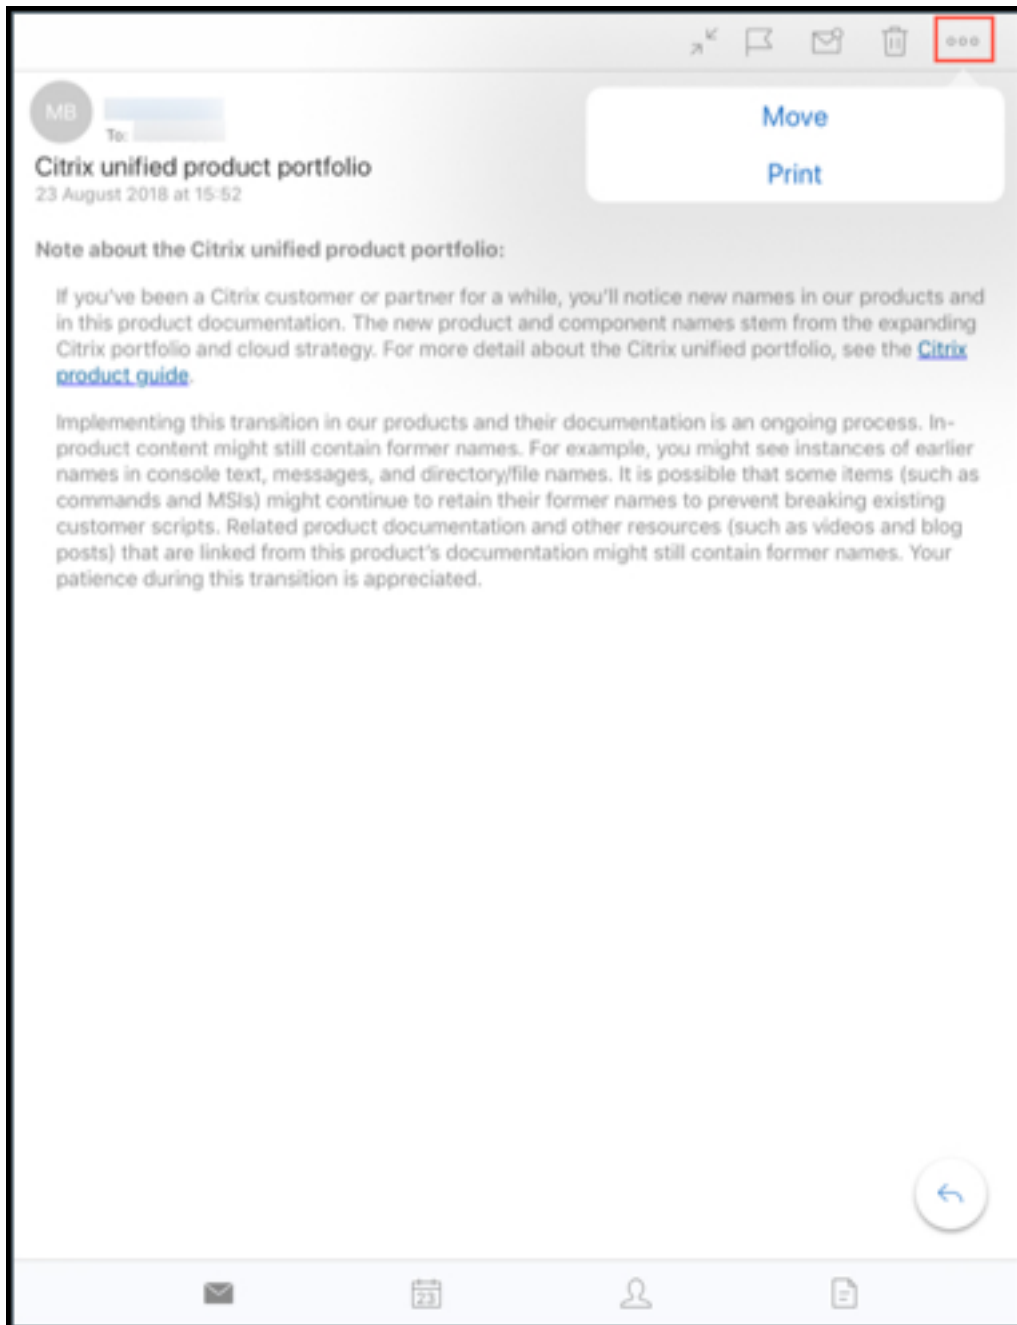 MB
To:
Move
Print
Citrix unified product portfolio
23 August 2018 at 15:52
Note about the Citrix unified product portfolio:
If you've been a Citrix customer or partner for a while, you'll notice new names in our products and
in this product documentation. The new product and component names stem from the expanding
Citrix portfolio and cloud strategy. For more detail about the Citrix unified portfolio, see the Citrix
product guide.
Implementing this transition in our products and their documentation is an ongoing process. In-
product content might still contain former names. For example, you might see instances of earlier
names in console text, messages, and directory/file names. It is possible that some items (such as
commands and MSIs) might continue to retain their former names to prevent breaking existing
customer scripts. Related product documentation and other resources (such as videos and blog
posts) that are linked from this product's documentation might still contain former names. Your
patience during this transition is appreciated.
23